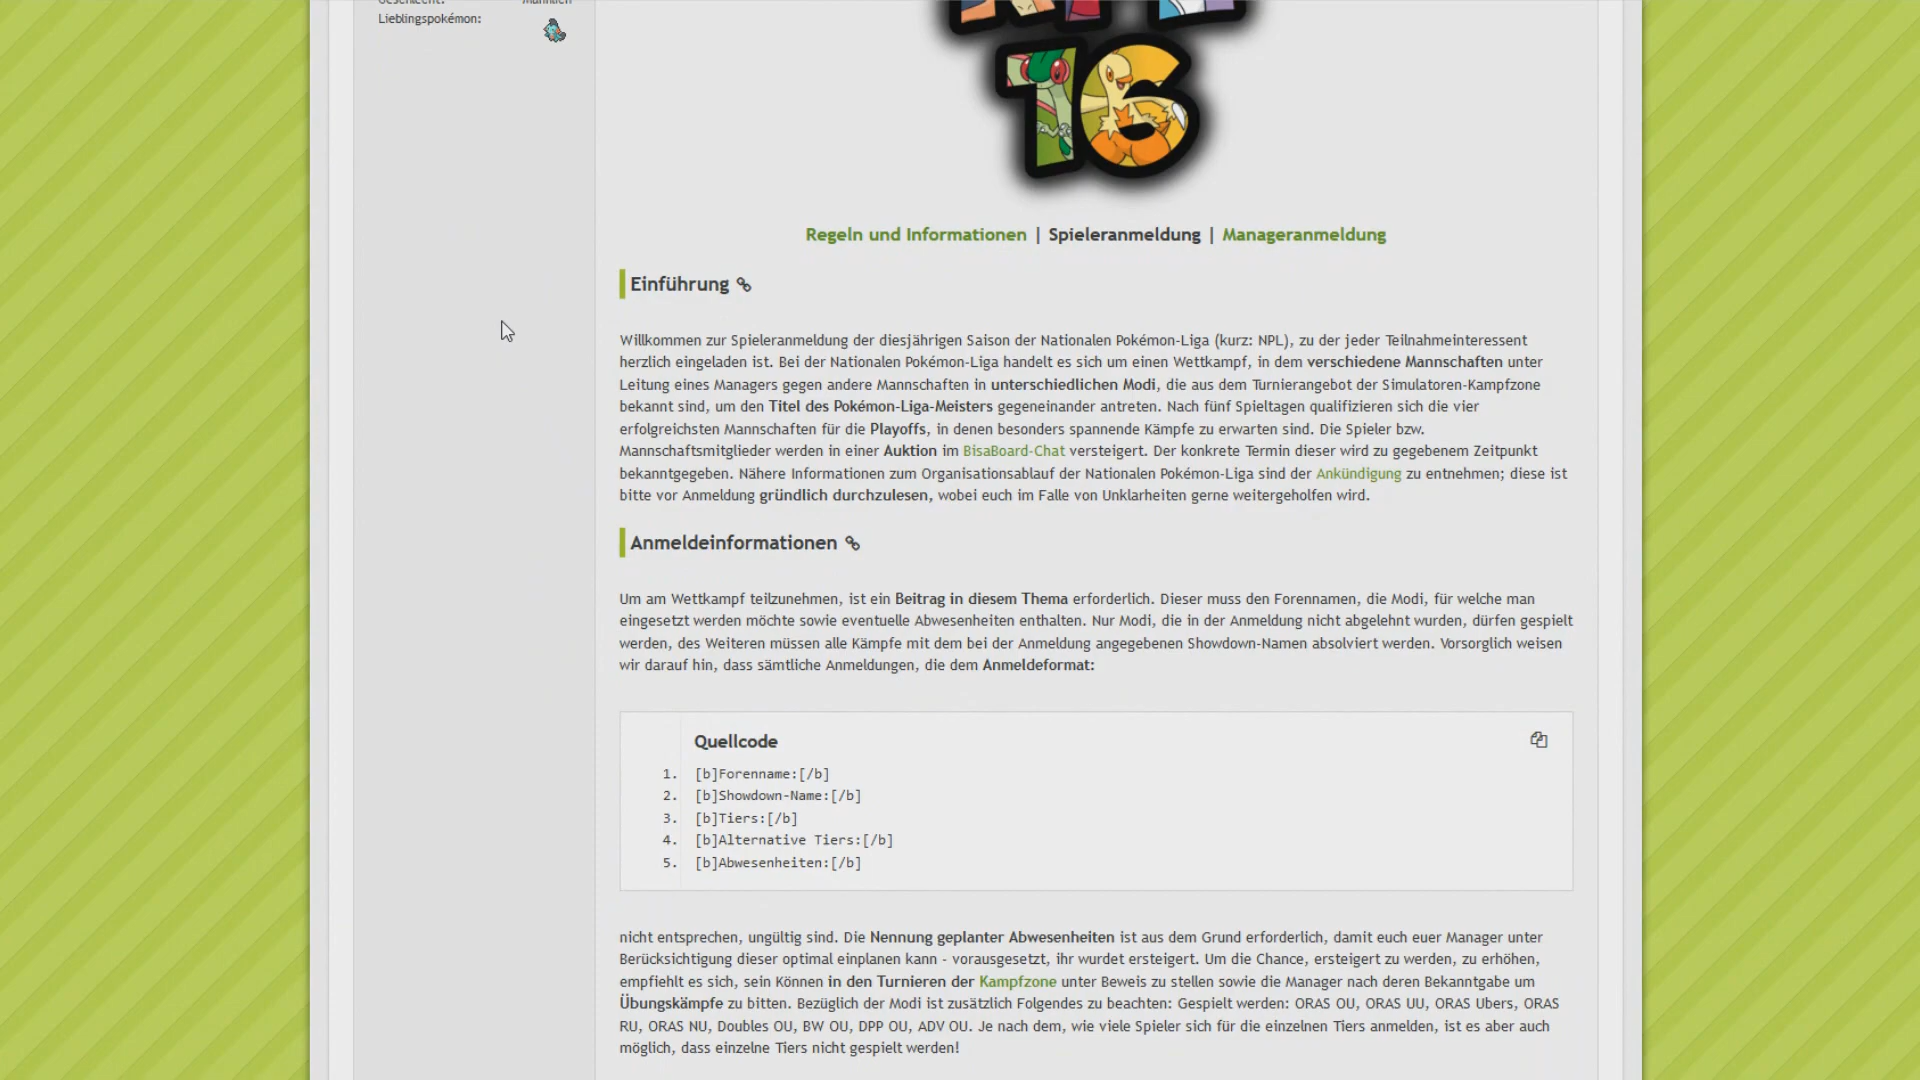 Geschlecht: Männlich
Lieblingspokémon:
16
Regeln und Informationen | Spieleranmeldung | Manageranmeldung
Einführung
Willkommen zur Spieleranmeldung der diesjährigen Saison der Nationalen Pokémon-Liga (kurz: NPL), zu der jeder Teilnahmeinteressent
herzlich eingeladen ist. Bei der Nationalen Pokémon-Liga handelt es sich um einen Wettkampf, in dem verschiedene Mannschaften unter
Leitung eines Managers gegen andere Mannschaften in unterschiedlichen Modi, die aus dem Turnierangebot der Simulatoren-Kampfzone
bekannt sind, um den Titel des Pokémon-Liga-Meisters gegeneinander antreten. Nach fünf Spieltagen qualifizieren sich die vier
erfolgreichsten Mannschaften für die Playoffs, in denen besonders spannende Kämpfe zu erwarten sind. Die Spieler bzw.
Mannschaftsmitglieder werden in einer Auktion im BisaBoard-Chat versteigert. Der konkrete Termin dieser wird zu gegebenem Zeitpunkt
bekanntgegeben. Nähere Informationen zum Organisationsablauf der Nationalen Pokémon-Liga sind der Ankündigung zu entnehmen; diese ist
bitte vor Anmeldung gründlich durchzulesen, wobei euch im Falle von Unklarheiten gerne weitergeholfen wird.
Anmeldeinformationen
Um am Wettkampf teilzunehmen, ist ein Beitrag in diesem Thema erforderlich. Dieser muss den Forennamen, die Modi, für welche man
eingesetzt werden möchte sowie eventuelle Abwesenheiten enthalten. Nur Modi, die in der Anmeldung nicht abgelehnt wurden, dürfen gespielt
werden, des Weiteren müssen alle Kämpfe mit dem bei der Anmeldung angegebenen Showdown-Namen absolviert werden. Vorsorglich weisen
wir darauf hin, dass sämtliche Anmeldungen, die dem Anmeldeformat:
Quellcode
1. [b]Forenname:[/b]
2. [b]Showdown-Name:[/b]
3. [b]Tiers:[/b]
4. [b]Alternative Tiers:[/b]
5. [b]Abwesenheiten:[/b]
nicht entsprechen, ungültig sind. Die Nennung geplanter Abwesenheiten ist aus dem Grund erforderlich, damit euch euer Manager unter
Berücksichtigung dieser optimal einplanen kann - vorausgesetzt, ihr wurdet ersteigert. Um die Chance, ersteigert zu werden, zu erhöhen,
empfiehlt es sich, sein Können in den Turnieren der Kampfzone unter Beweis zu stellen sowie die Manager nach deren Bekanntgabe um
Übungskämpfe zu bitten. Bezüglich der Modi ist zusätzlich Folgendes zu beachten: Gespielt werden: ORAS OU, ORAS UU, ORAS Ubers, ORAS
RU, ORAS NU, Doubles OU, BW OU, DPP OU, ADV OU. Je nach dem, wie viele Spieler sich für die einzelnen Tiers anmelden, ist es aber auch
möglich, dass einzelne Tiers nicht gespielt werden!